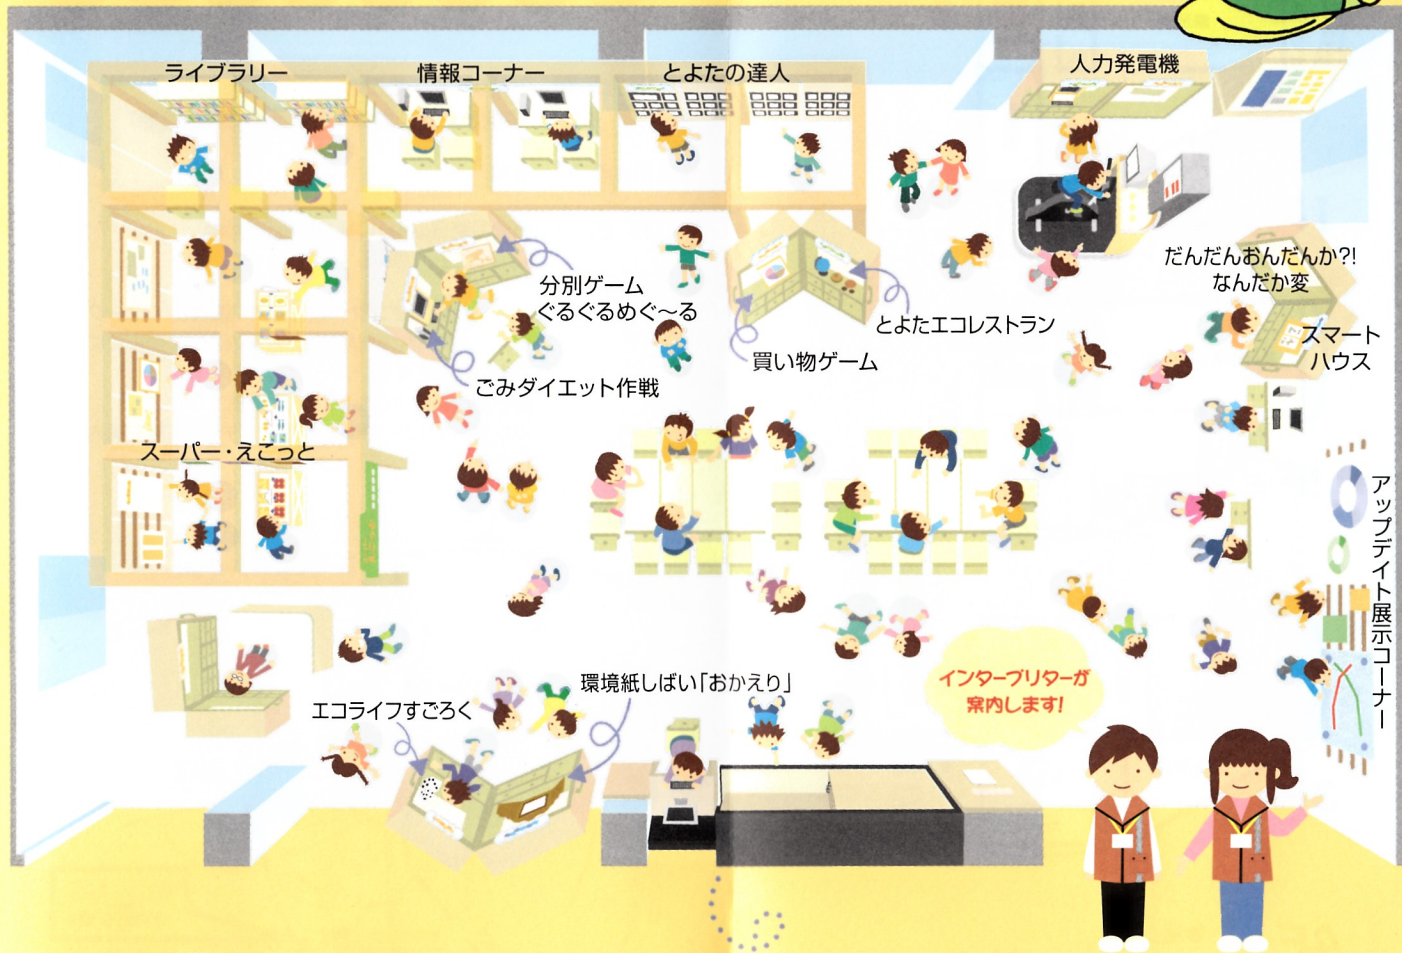 ライブラリー
情報コーナー
とよたの達人
人力発電機
だんだんおんだんか?!
なんだか変
スマート
ハウス
分別ゲーム
ぐるぐるめぐ〜る
とよたエコレストラン
買い物ゲーム
ごみダイエット作戦
スーパー・えこっと
アップデイト展示コーナー
環境紙しばい「おかえり」
エコライフすごろく
インタープリターが
案内します!